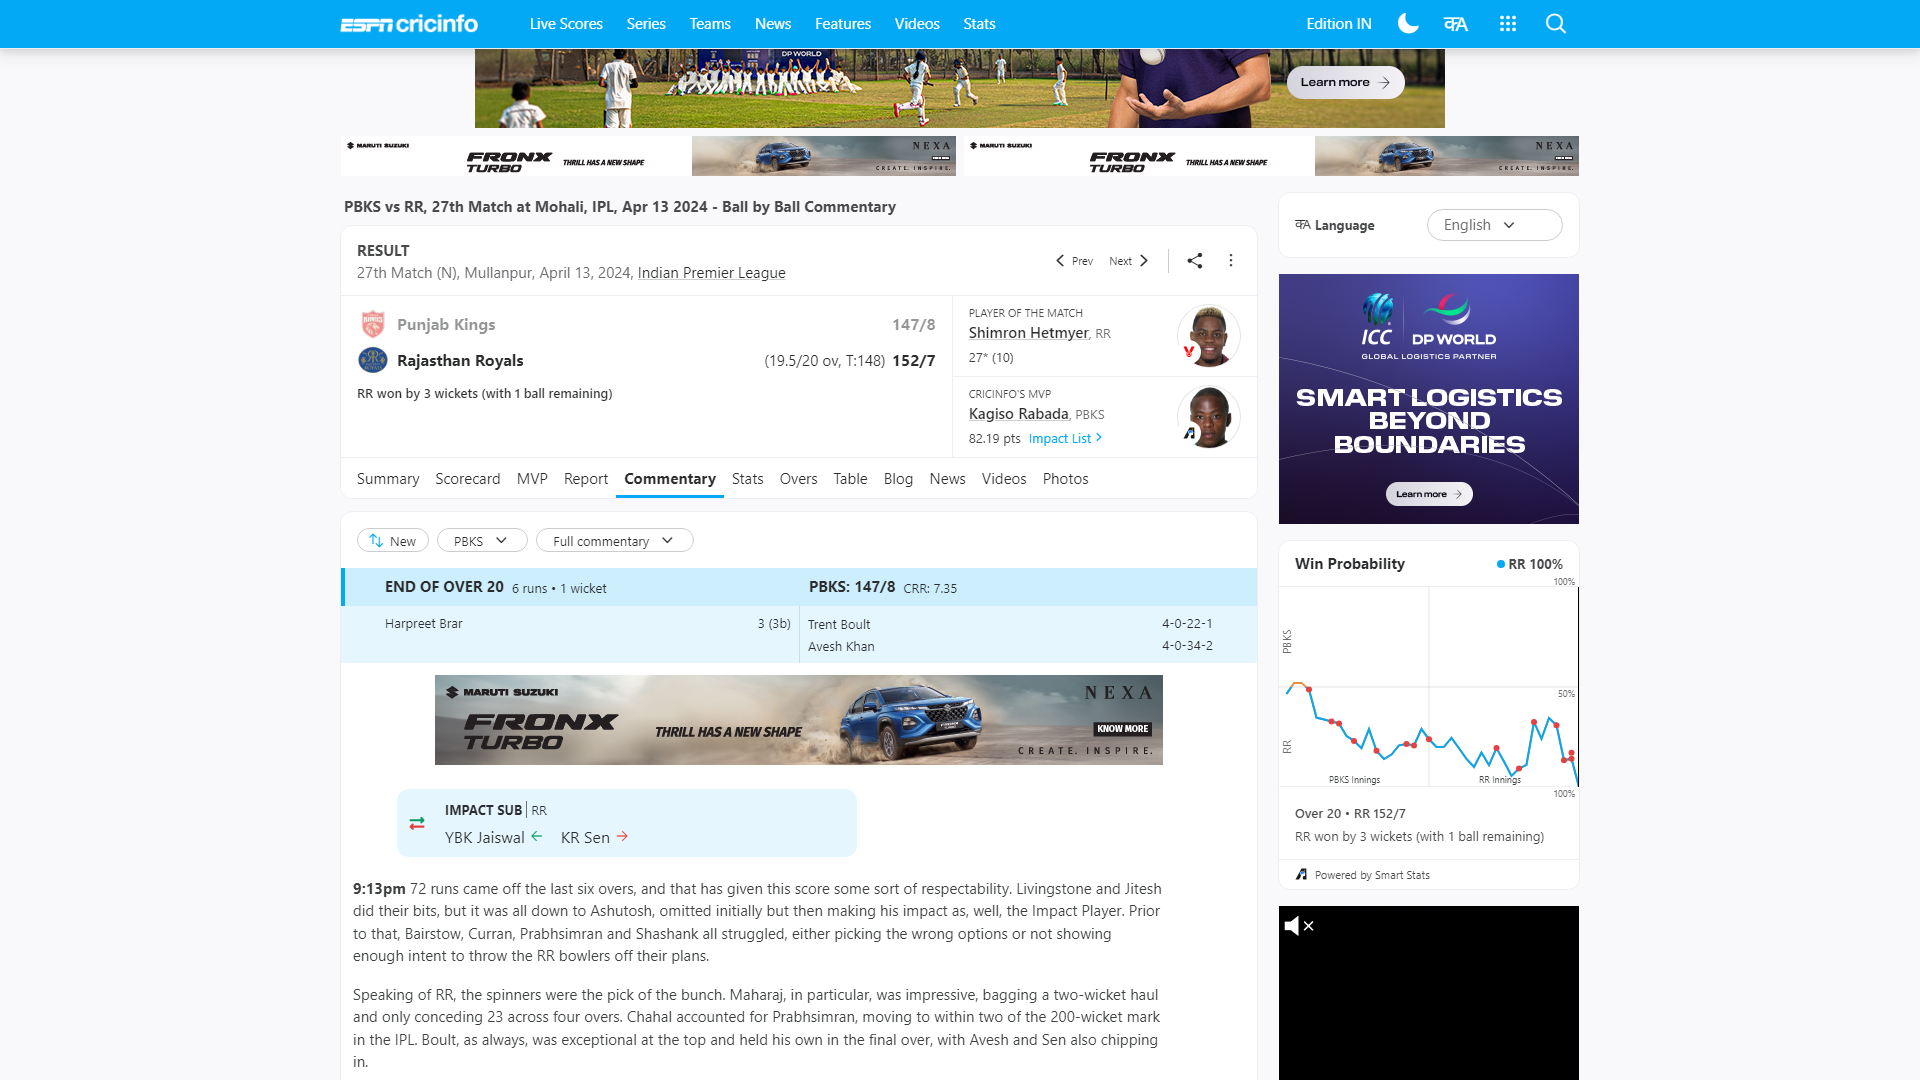 ESPN cricinfo
Live Scores Series Teams News Features Videos Stats
Edition IN
DP WORLD
Learn more
MARUTI SUZUKI
FRONX
TURBO
THRILL HAS A NEW SHAPE
NEXA
CREATE. INSPIRE.
MARUTI SUZUKI
FRONX
TURBO
THRILL HAS A NEW SHAPE
NEXA
CREATE. INSPIRE.
PBKS vs RR, 27th Match at Mohali, IPL, Apr 13 2024 - Ball by Ball Commentary
RESULT
27th Match (N), Mullanpur, April 13, 2024, Indian Premier League
Prev Next
Punjab Kings 147/8
Rajasthan Royals (19.5/20 ov, T:148) 152/7
RR won by 3 wickets (with 1 ball remaining)
PLAYER OF THE MATCH
Shimron Hetmyer, RR
27* (10)
CRICINFO'S MVP
Kagiso Rabada, PBKS
82.19 pts Impact List
Summary Scorecard MVP Report Commentary Stats Overs Table Blog News Videos Photos
New PBKS Full commentary
END OF OVER 20 6 runs • 1 wicket PBKS: 147/8 CRR: 7.35
Harpreet Brar 3 (3b)
Trent Boult 4-0-22-1
Avesh Khan 4-0-34-2
MARUTI SUZUKI
FRONX
TURBO
THRILL HAS A NEW SHAPE
NEXA
KNOW MORE
CREATE. INSPIRE.
IMPACT SUB | RR
YBK Jaiswal KR Sen
9:13pm 72 runs came off the last six overs, and that has given this score some sort of respectability. Livingstone and Jitesh
did their bits, but it was all down to Ashutosh, omitted initially but then making his impact as, well, the Impact Player. Prior
to that, Bairstow, Curran, Prabhsimran and Shashank all struggled, either picking the wrong options or not showing
enough intent to throw the RR bowlers off their plans.
Speaking of RR, the spinners were the pick of the bunch. Maharaj, in particular, was impressive, bagging a two-wicket haul
and only conceding 23 across four overs. Chahal accounted for Prabhsimran, moving to within two of the 200-wicket mark
in the IPL. Boult, as always, was exceptional at the top and held his own in the final over, with Avesh and Sen also chipping
in.
Language English
ICC DP WORLD
GLOBAL LOGISTICS PARTNER
SMART LOGISTICS
BEYOND
BOUNDARIES
Learn more
Win Probability RR 100%
100%
PBKS
50%
RR
PBKS Innings RR Innings
100%
Over 20 • RR 152/7
RR won by 3 wickets (with 1 ball remaining)
Powered by Smart Stats